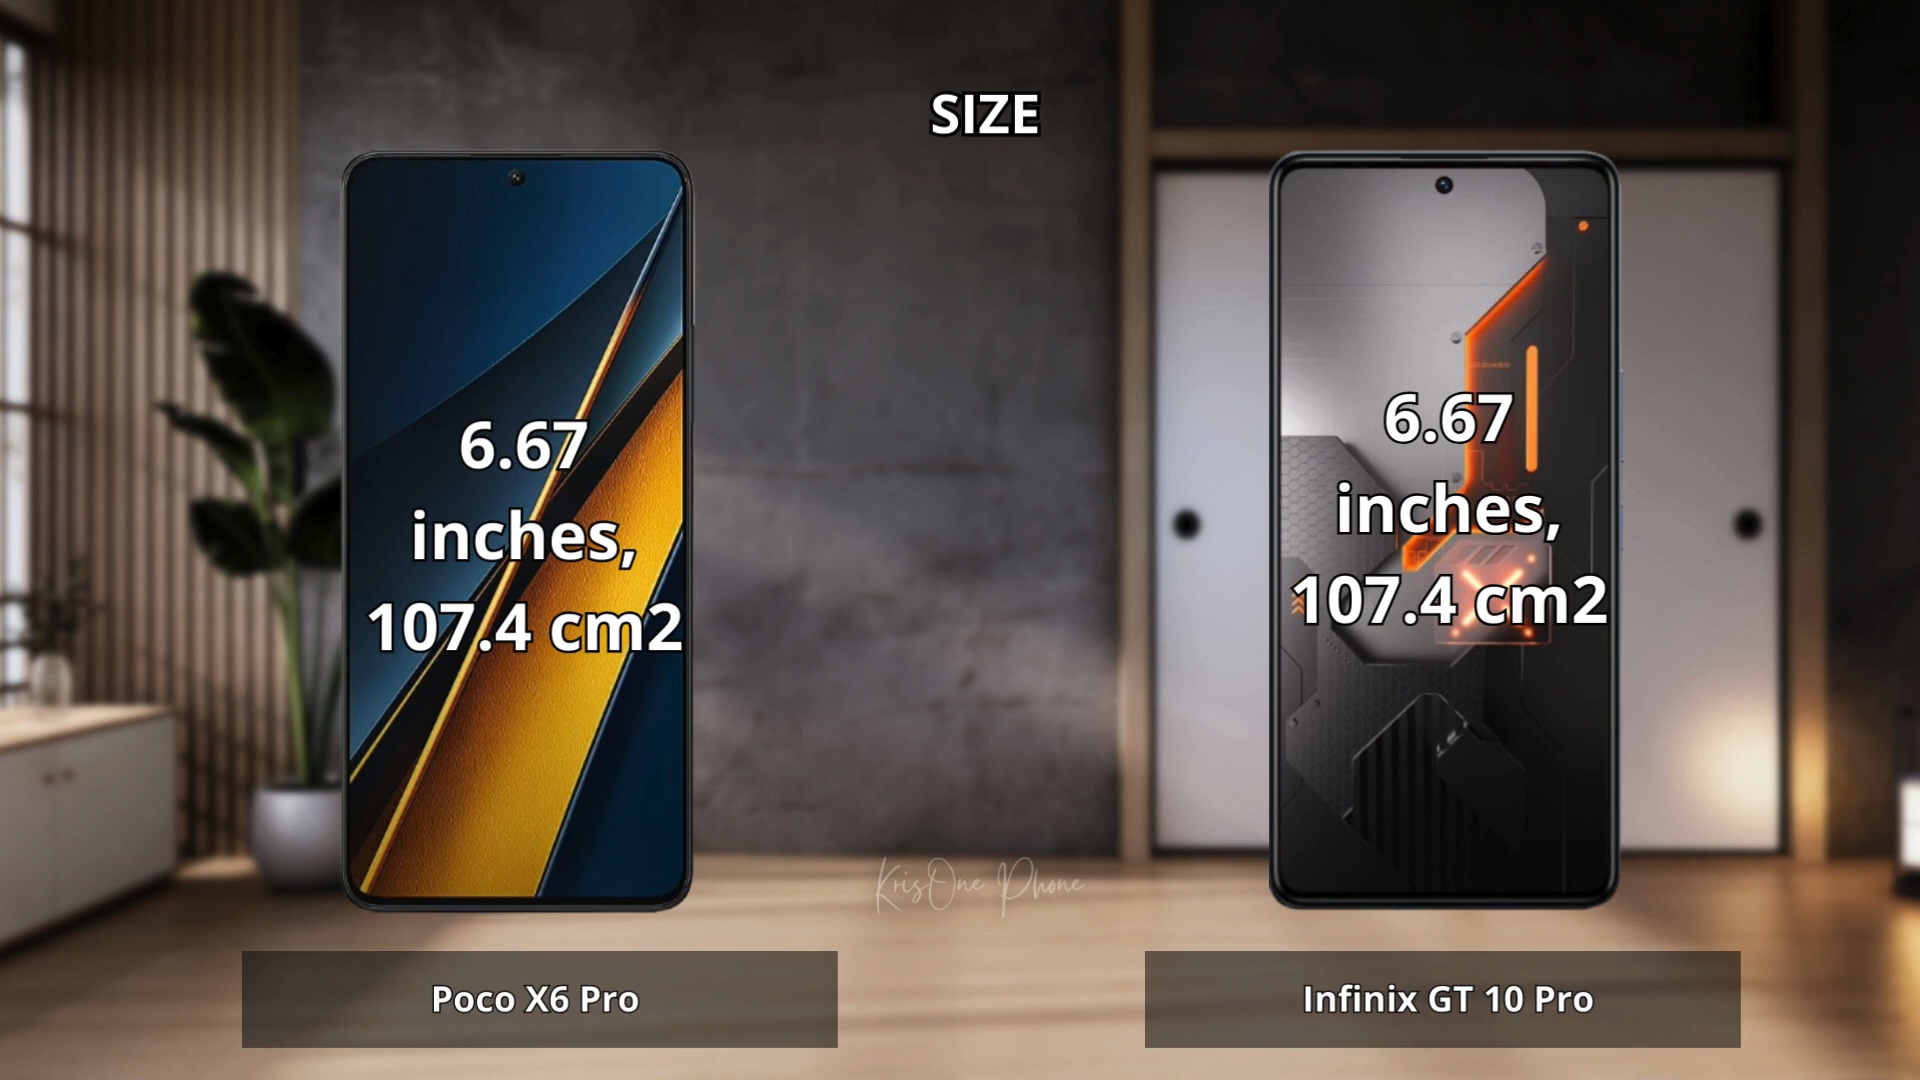 SIZE
6.67
inches,
107.4 cm2
6.67
inches,
107.4 cm2
KrisOne Phone
Poco X6 Pro
Infinix GT 10 Pro